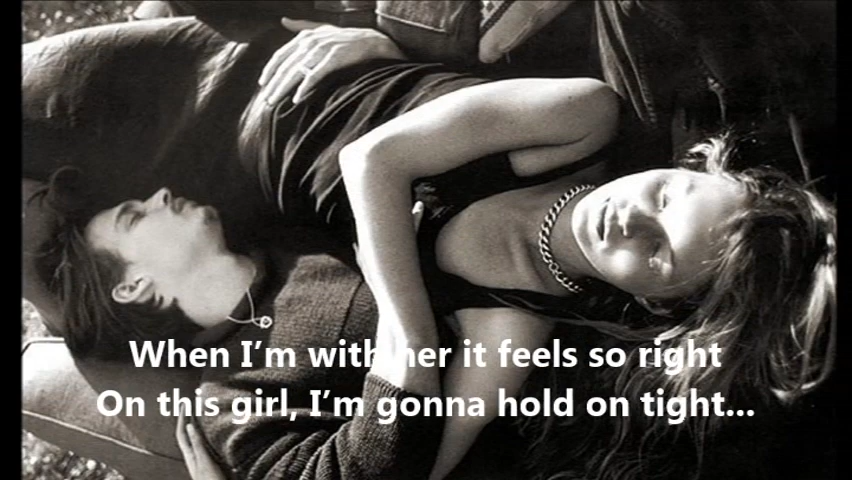 When I'm with her it feels so right
On this girl, I'm gonna hold on tight...